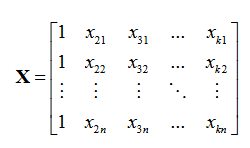 1 x₂₁ x₃₁ ... xₖ₁
X = 1 x₂₂ x₃₂ ... xₖ₂
⋮ ⋮ ⋮ ⋱ ⋮
1 x₂ₙ x₃ₙ ... xₖₙ